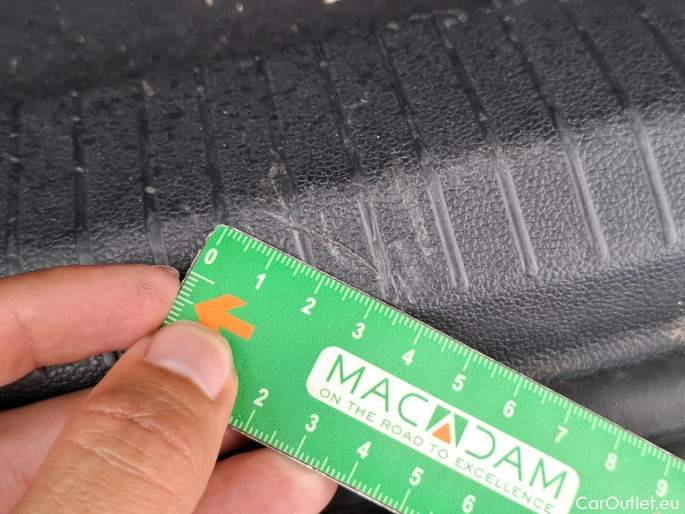 0 1 2 3 4 5 6 7 8 9
MACADAM
ON THE ROAD TO EXCELLENCE
2 3 4 5 6
CarOutlet.eu